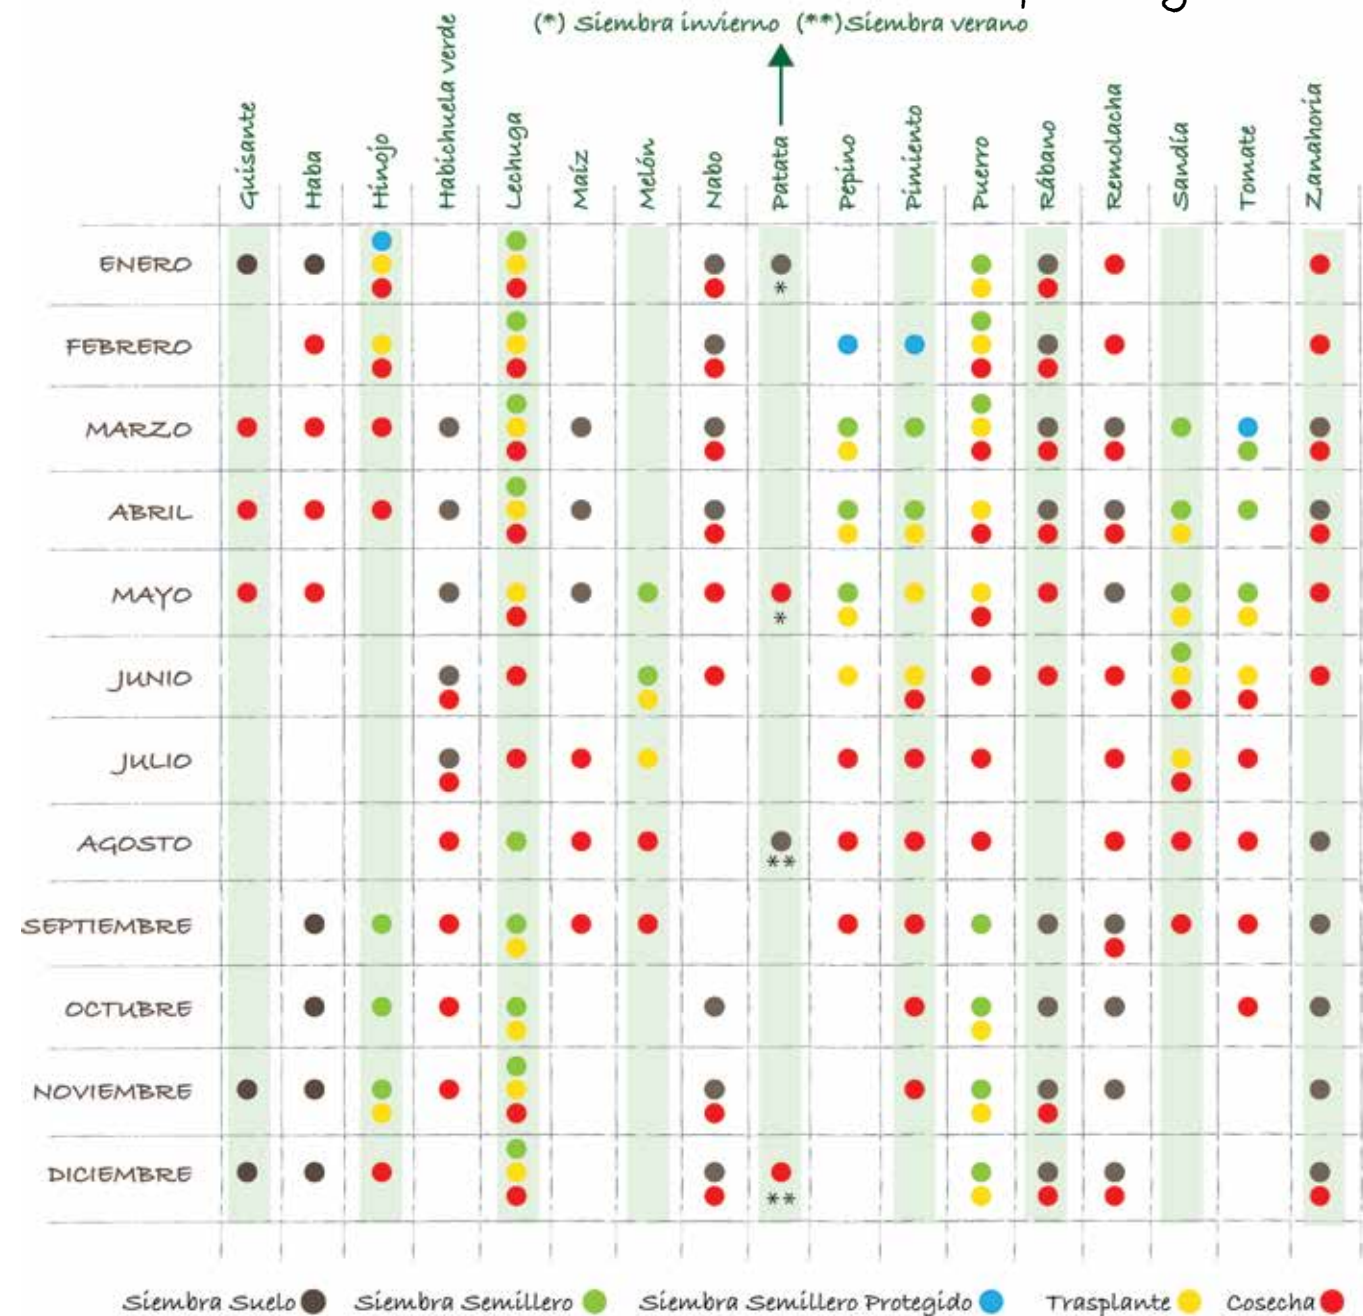 (*) Siembra invierno (**)Siembra verano
Guisante
Haba
Hinojo
Habichuela verde
Lechuga
Maíz
Melón
Nabo
Patata
Pepino
Pimiento
Puerro
Rábano
Remolacha
Sandía
Tomate
Zanahoria
ENERO
*
FEBRERO
MARZO
ABRIL
MAYO
*
JUNIO
JULIO
AGOSTO
**
SEPTIEMBRE
OCTUBRE
NOVIEMBRE
DICIEMBRE
**
Siembra Suelo Siembra Semillero Siembra Semillero Protegido Trasplante Cosecha